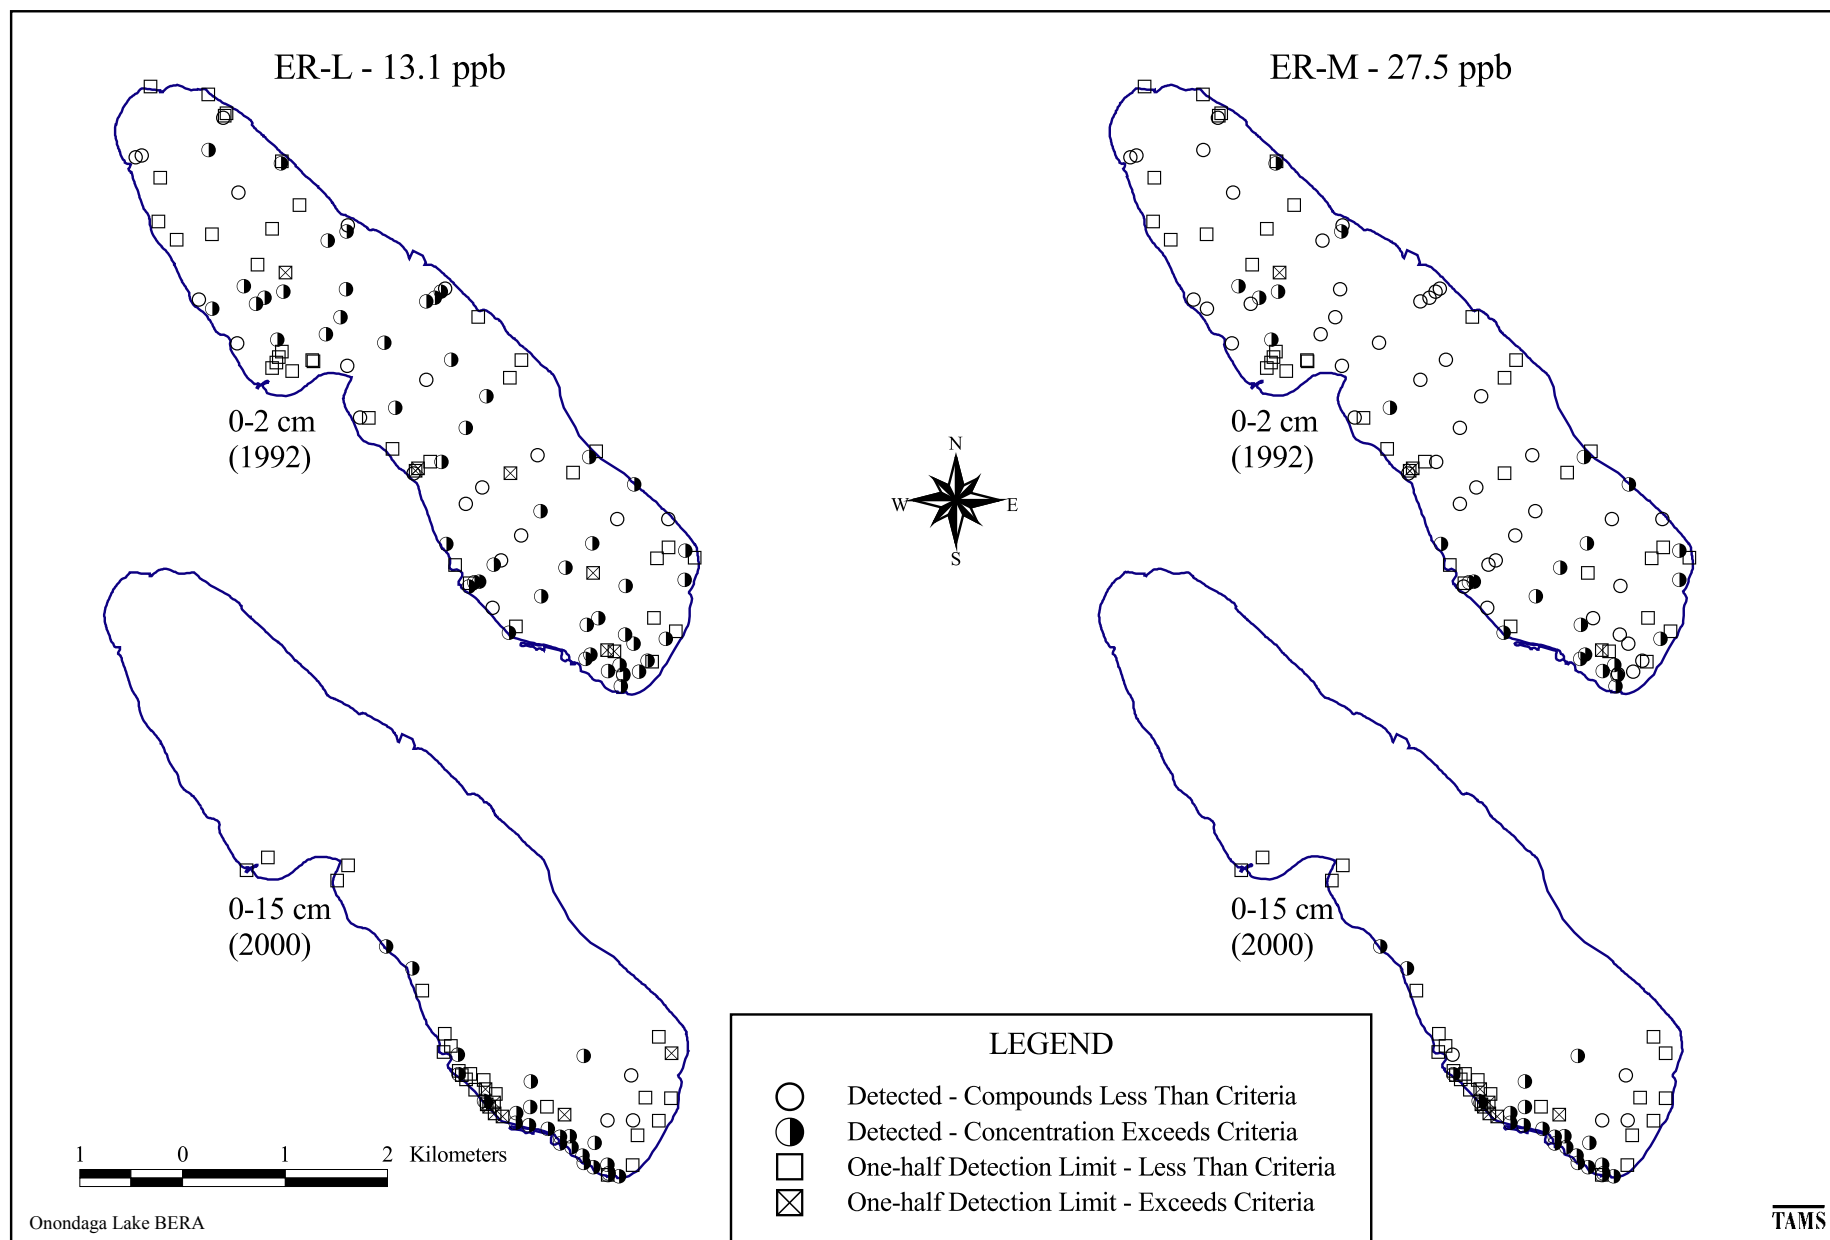 ER-L - 13.1 ppb
ER-M - 27.5 ppb
0-2 cm
(1992)
0-2 cm
(1992)
N
W
E
S
0-15 cm
(2000)
0-15 cm
(2000)
LEGEND
Detected - Compounds Less Than Criteria
Detected - Concentration Exceeds Criteria
One-half Detection Limit - Less Than Criteria
One-half Detection Limit - Exceeds Criteria
1 0 1 2 Kilometers
Onondaga Lake BERA
TAMS